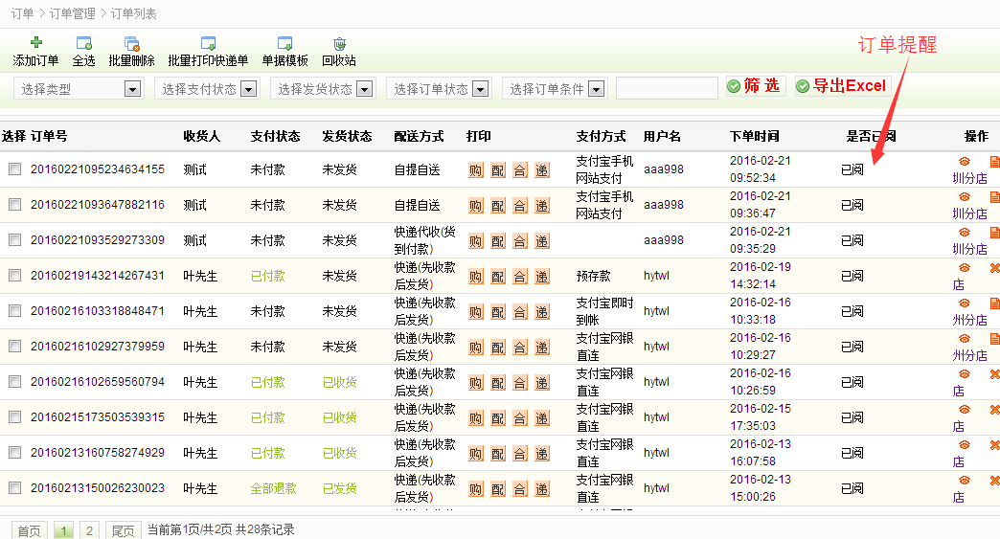 订单 > 订单管理 > 订单列表
订单提醒
添加订单 全选 批量删除 批量打印快递单 单据模板 回收站
选择类型 选择支付状态 选择发货状态 选择订单状态 选择订单条件 筛 选 导出Excel
选择 订单号 收货人 支付状态 发货状态 配送方式 打印 支付方式 用户名 下单时间 是否已阅 操作
20160221095234634155 测试 未付款 未发货 自提自送 购 配 合 递 支付宝手机 aaa998 2016-02-21 已阅
网站支付 09:52:34 圳分店
20160221093647882116 测试 未付款 未发货 自提自送 购 配 合 递 支付宝手机 aaa998 2016-02-21 已阅
网站支付 09:36:47 圳分店
20160221093529273309 测试 未付款 未发货 快递代收(货 购 配 合 递 aaa998 2016-02-21 已阅
到付款) 09:35:29 圳分店
20160219143214267431 叶先生 已付款 未发货 快递(先收款 购 配 合 递 预存款 hytwl 2016-02-19 已阅
后发货) 14:32:14 店
20160216103318848471 叶先生 未付款 未发货 快递(先收款 购 配 合 递 支付宝即时 hytwl 2016-02-16 已阅
后发货) 到帐 10:33:18 州分店
20160216102927379959 叶先生 未付款 未发货 快递(先收款 购 配 合 递 支付宝网银 hytwl 2016-02-16 已阅
后发货) 直连 10:29:27 州分店
20160216102659560794 叶先生 已付款 已收货 快递(先收款 购 配 合 递 支付宝网银 hytwl 2016-02-16 已阅
后发货) 直连 10:26:59 店
20160215173503539315 叶先生 已付款 已收货 快递(先收款 购 配 合 递 支付宝网银 hytwl 2016-02-15 已阅
后发货) 直连 17:35:03 店
20160213160758274929 叶先生 已付款 已收货 快递(先收款 购 配 合 递 支付宝网银 hytwl 2016-02-13 已阅
后发货) 直连 16:07:58 店
20160213150026230023 叶先生 全部退款 已发货 快递(先收款 购 配 合 递 支付宝网银 hytwl 2016-02-13 已阅
后发货) 直连 15:00:26 店
首页 1 2 尾页 当前第1页/共2页 共28条记录